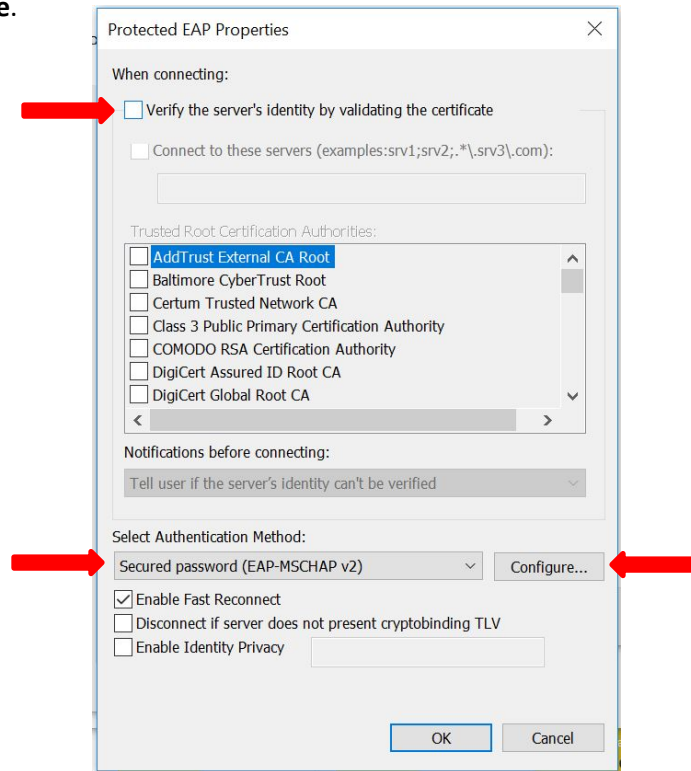 e.
Protected EAP Properties
When connecting:
Verify the server's identity by validating the certificate
Connect to these servers (examples:srv1;srv2;.*\.srv3\.com):
Trusted Root Certification Authorities:
AddTrust External CA Root
Baltimore CyberTrust Root
Certum Trusted Network CA
Class 3 Public Primary Certification Authority
COMODO RSA Certification Authority
DigiCert Assured ID Root CA
DigiCert Global Root CA
Notifications before connecting:
Tell user if the server's identity can't be verified
Select Authentication Method:
Secured password (EAP-MSCHAP v2) Configure...
Enable Fast Reconnect
Disconnect if server does not present cryptobinding TLV
Enable Identity Privacy
OK Cancel